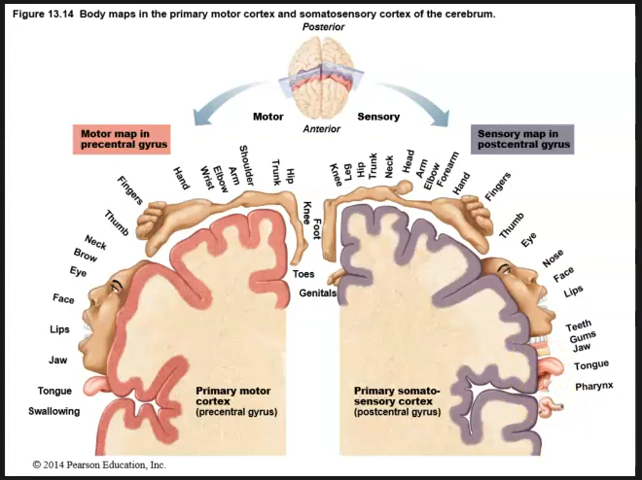 Figure 13.14 Body maps in the primary motor cortex and somatosensory cortex of the cerebrum.
Posterior
Motor
Sensory
Anterior
Motor map in
precentral gyrus
Sensory map in
postcentral gyrus
Swallowing
Tongue
Jaw
Lips
Face
Eye
Brow
Neck
Thumb
Fingers
Hand
Wrist
Elbow
Arm
Shoulder
Trunk
Hip
Knee
Toes
Primary motor
cortex
(precentral gyrus)
Genitals
Foot
Knee
Leg
Hip
Trunk
Neck
Head
Arm
Elbow
Forearm
Hand
Fingers
Thumb
Eye
Nose
Face
Lips
Teeth
Gums
Jaw
Tongue
Pharynx
Primary somato-
sensory cortex
(postcentral gyrus)
© 2014 Pearson Education, Inc.